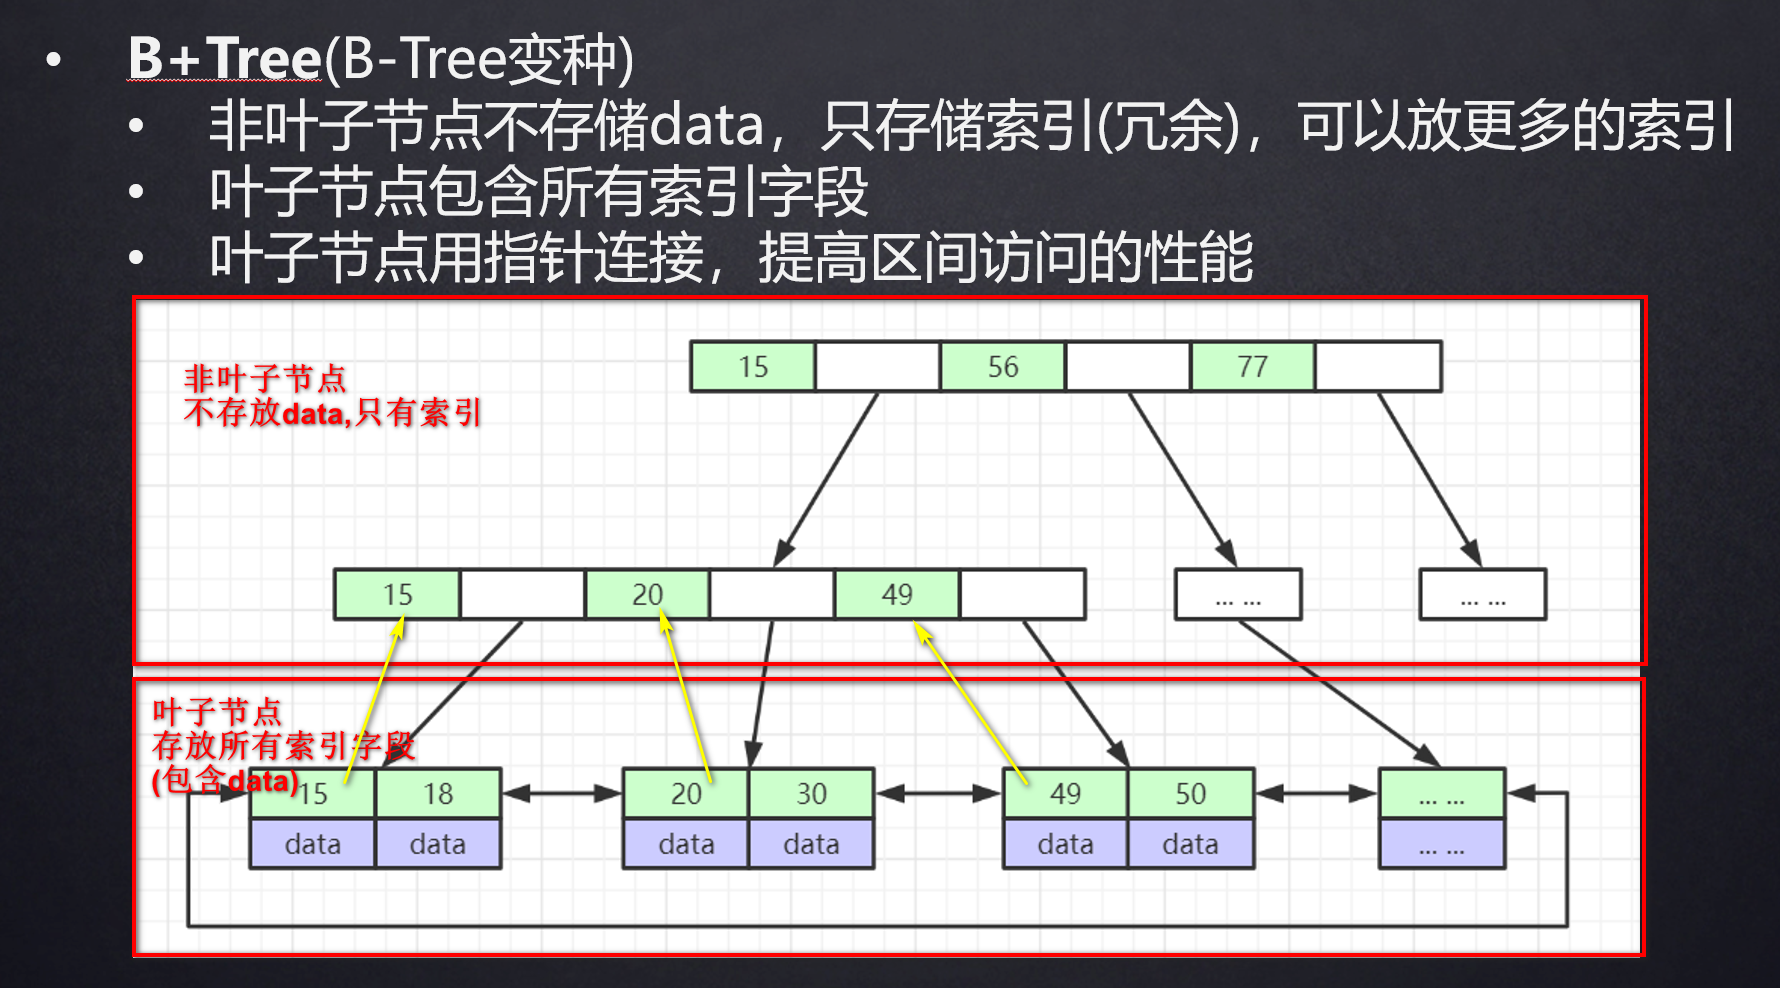 B+Tree(B-Tree变种)
非叶子节点不存储data，只存储索引(冗余)，可以放更多的索引
叶子节点包含所有索引字段
叶子节点用指针连接，提高区间访问的性能
非叶子节点
不存放data,只有索引
15 56 77
15 20 49 ... ... ... ...
叶子节点
存放所有索引字段
(包含data)
15 18 20 30 49 50 ... ...
data data data data data data ... ...